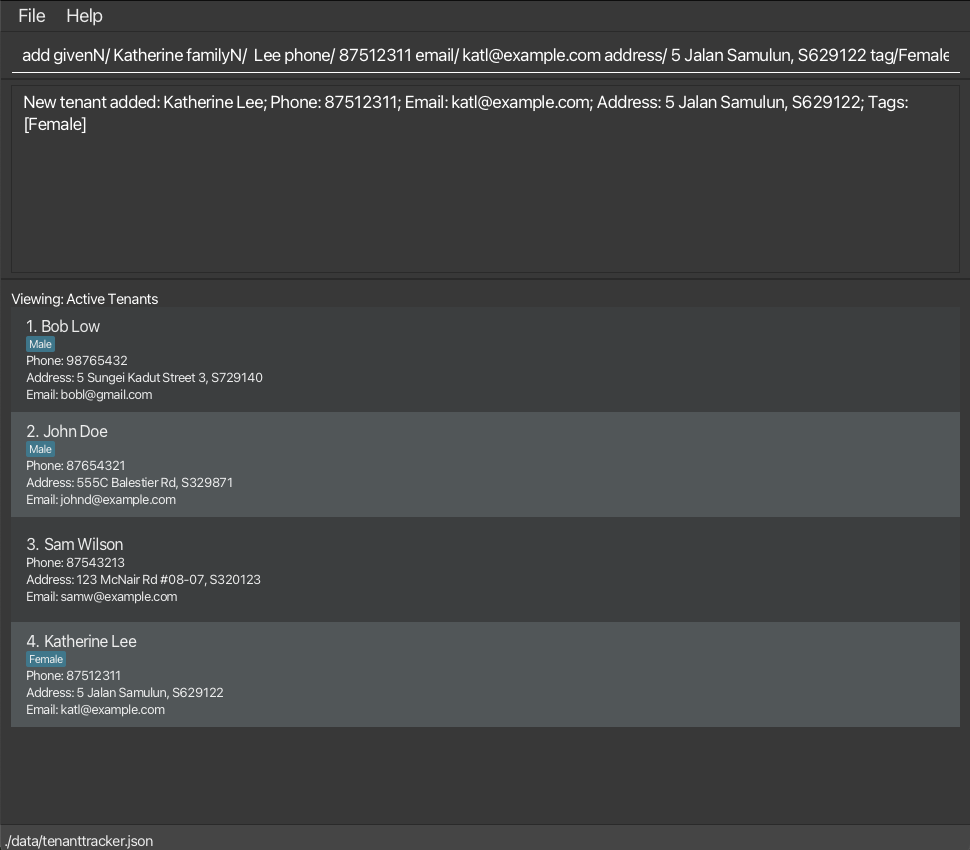 File Help
add givenN/ Katherine familyN/  Lee phone/ 87512311 email/ katl@example.com address/ 5 Jalan Samulun, S629122 tag/Female
New tenant added: Katherine Lee; Phone: 87512311; Email: katl@example.com; Address: 5 Jalan Samulun, S629122; Tags:
[Female]
Viewing: Active Tenants
1. Bob Low
Male
Phone: 98765432
Address: 5 Sungei Kadut Street 3, S729140
Email: bobl@gmail.com
2. John Doe
Male
Phone: 87654321
Address: 555C Balestier Rd, S329871
Email: johnd@example.com
3. Sam Wilson
Phone: 87543213
Address: 123 McNair Rd #08-07, S320123
Email: samw@example.com
4. Katherine Lee
Female
Phone: 87512311
Address: 5 Jalan Samulun, S629122
Email: katl@example.com
./data/tenanttracker.json